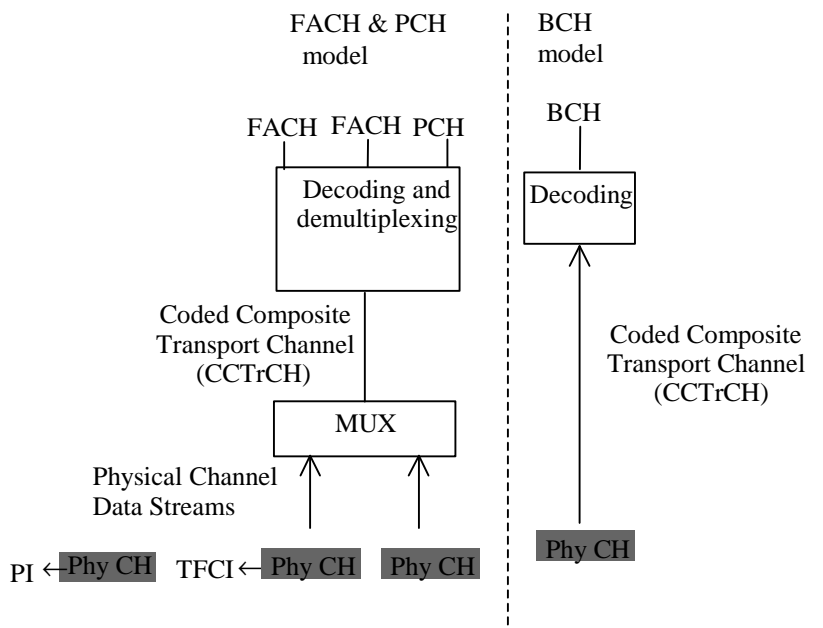 FACH & PCH
model
BCH
model
FACH
FACH
PCH
BCH
Decoding and
demultiplexing
Decoding
Coded Composite
Transport Channel
(CCTrCH)
Coded Composite
Transport Channel
(CCTrCH)
MUX
Physical Channel
Data Streams
PI
Phy CH
TFCI
Phy CH
Phy CH
Phy CH